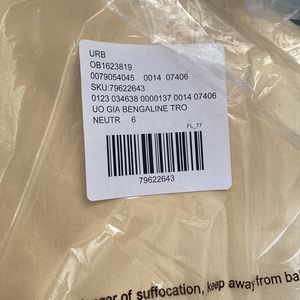 URB
OB1623819
0079054045 0014 07406
SKU:79622643
0123 034638 0000137 0014 07406
UO GIA BENGALINE TRO
NEUTR 6
FL_77
79622643
ger of suffocation, keep away from ba